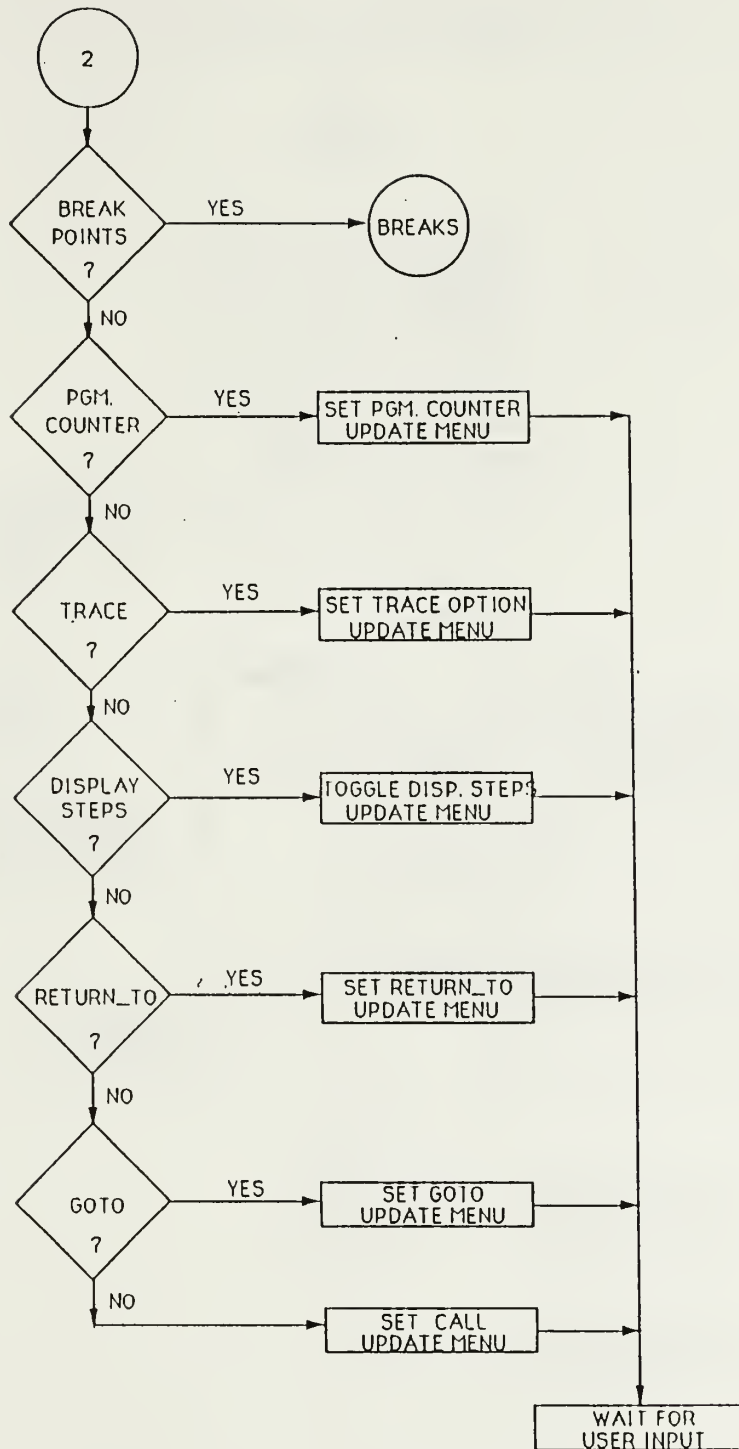 2
BREAK
POINTS
?
YES
BREAKS
NO
PGM.
COUNTER
?
YES
SET PGM. COUNTER
UPDATE MENU
NO
TRACE
?
YES
SET TRACE OPTION
UPDATE MENU
NO
DISPLAY
STEPS
?
YES
TOGGLE DISP. STEPS
UPDATE MENU
NO
RETURN_TO
?
YES
SET RETURN_TO
UPDATE MENU
NO
GOTO
?
YES
SET GOTO
UPDATE MENU
NO
SET CALL
UPDATE MENU
WAIT FOR
USER INPUT